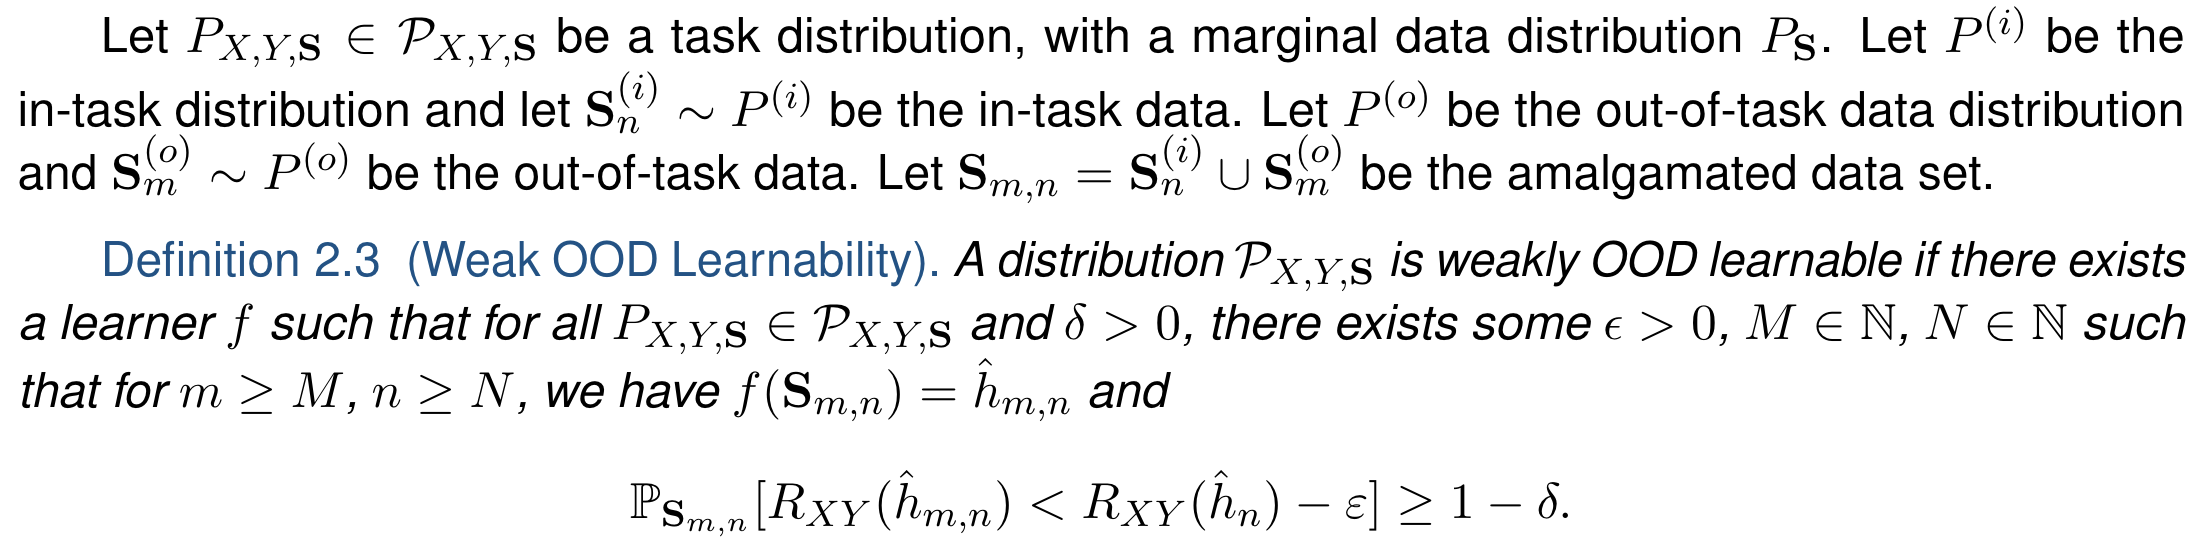 Let $P_{X,Y,\mathbf{S}} \in \mathcal{P}_{X,Y,\mathbf{S}}$ be a task distribution, with a marginal data distribution $P_{\mathbf{S}}$. Let $P^{(i)}$ be the
in-task distribution and let $\mathbf{S}_n^{(i)} \sim P^{(i)}$ be the in-task data. Let $P^{(o)}$ be the out-of-task data distribution
and $\mathbf{S}_m^{(o)} \sim P^{(o)}$ be the out-of-task data. Let $\mathbf{S}_{m,n} = \mathbf{S}_n^{(i)} \cup \mathbf{S}_m^{(o)}$ be the amalgamated data set.
Definition 2.3 (Weak OOD Learnability). A distribution $\mathcal{P}_{X,Y,\mathbf{S}}$ is weakly OOD learnable if there exists
a learner $f$ such that for all $P_{X,Y,\mathbf{S}} \in \mathcal{P}_{X,Y,\mathbf{S}}$ and $\delta > 0$, there exists some $\epsilon > 0$, $M \in \mathbb{N}$, $N \in \mathbb{N}$ such
that for $m \geq M$, $n \geq N$, we have $f(\mathbf{S}_{m,n}) = \hat{h}_{m,n}$ and
$\mathbb{P}_{\mathbf{S}_{m,n}}[R_{XY}(\hat{h}_{m,n}) < R_{XY}(\hat{h}_n) - \varepsilon] \geq 1 - \delta.$